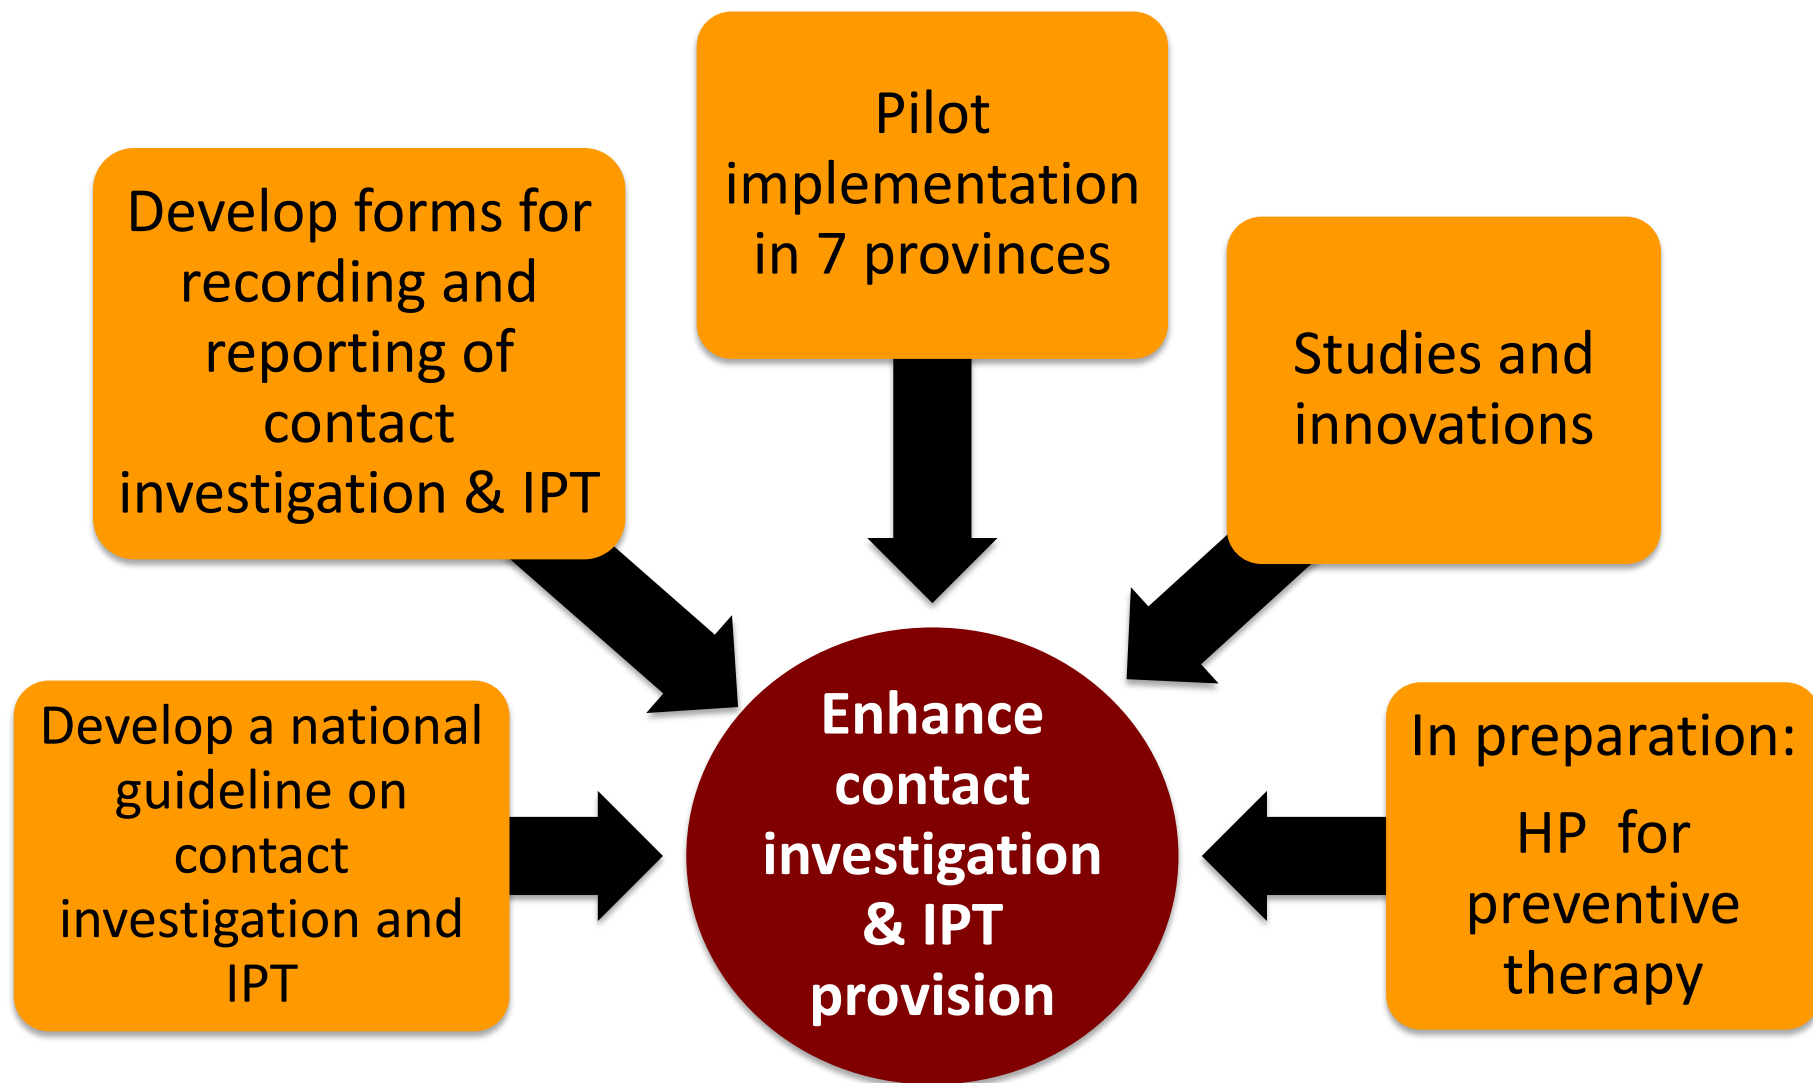 Pilot
implementation
in 7 provinces
Develop forms for
recording and
reporting of
contact
investigation & IPT
Studies and
innovations
Develop a national
guideline on
contact
investigation and
IPT
Enhance
contact
investigation
& IPT
provision
In preparation:
HP for
preventive
therapy